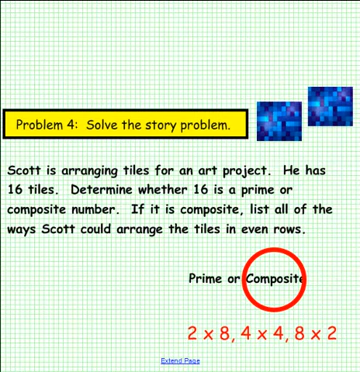 Problem 4: Solve the story problem.
Scott is arranging tiles for an art project. He has
16 tiles. Determine whether 16 is a prime or
composite number. If it is composite, list all of the
ways Scott could arrange the tiles in even rows.
Prime or Composite
2 x 8, 4 x 4, 8 x 2
Extend Page